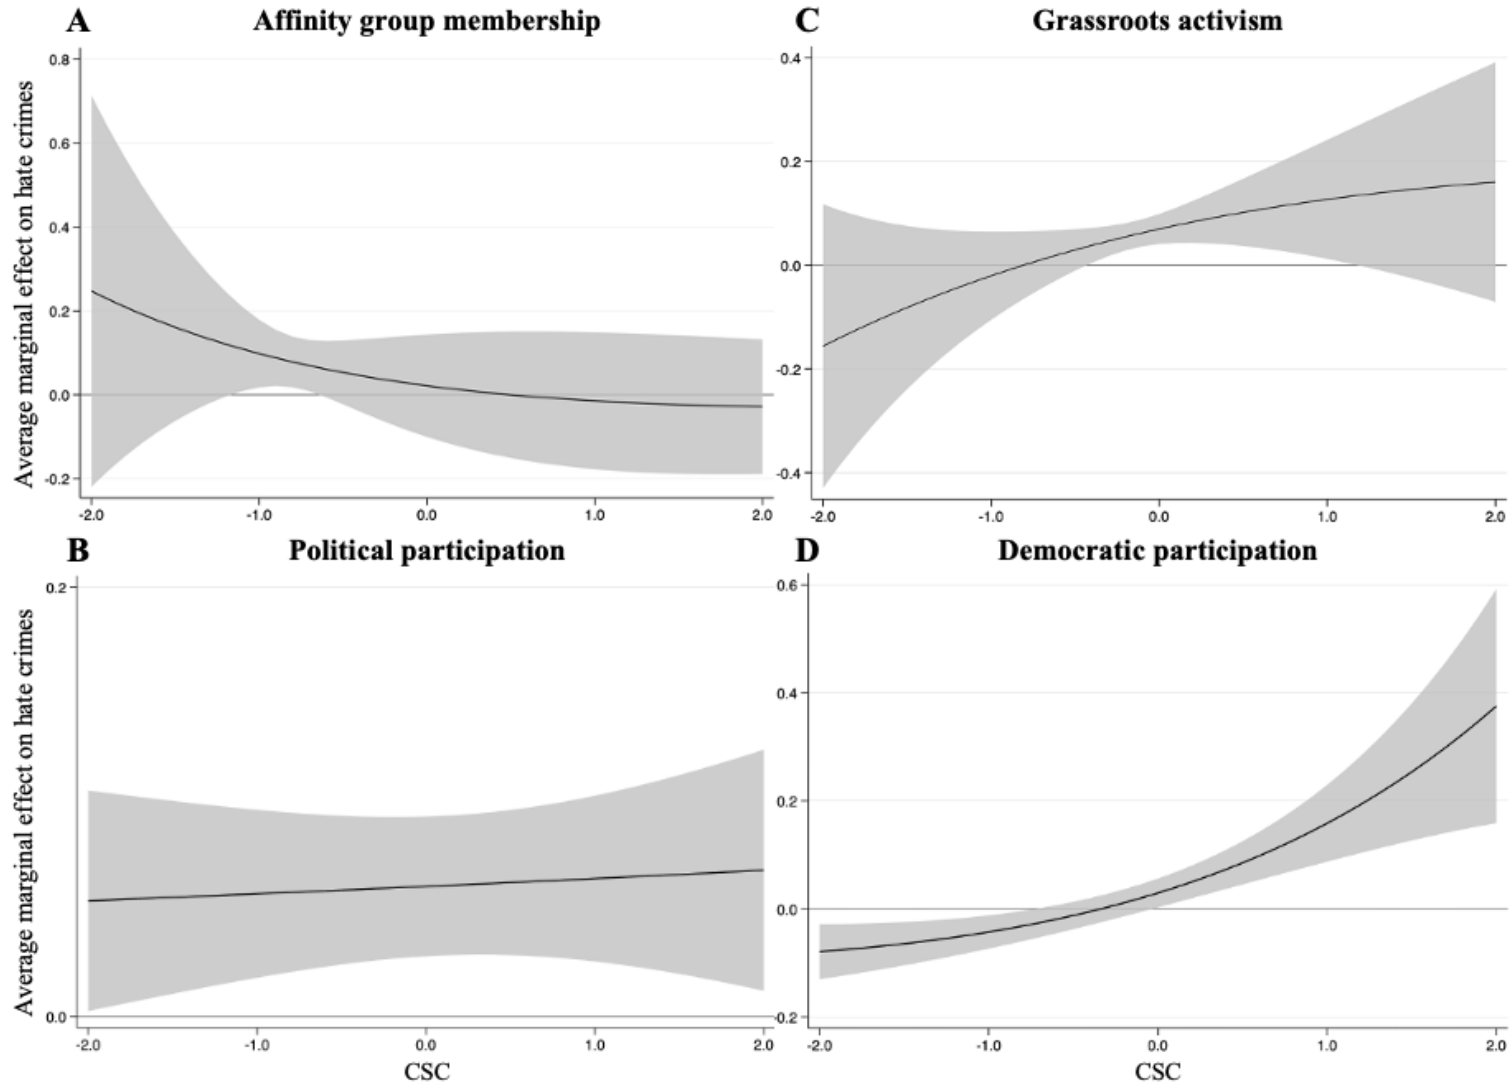 A Affinity group membership
Average marginal effect on hate crimes
0.8
0.6
0.4
0.2
0.0
-0.2
-2.0 -1.0 0.0 1.0 2.0
C Grassroots activism
0.4
0.2
0.0
-0.2
-0.4
-2.0 -1.0 0.0 1.0 2.0
B Political participation
Average marginal effect on hate crimes
0.2
0.0
-2.0 -1.0 0.0 1.0 2.0
CSC
D Democratic participation
0.6
0.4
0.2
0.0
-0.2
-2.0 -1.0 0.0 1.0 2.0
CSC